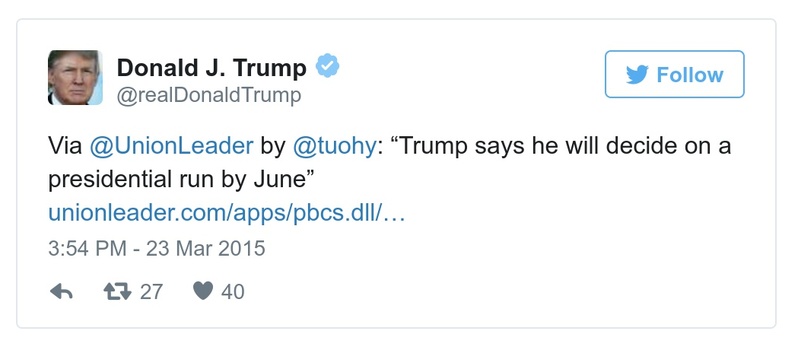 Donald J. Trump
@realDonaldTrump
Follow
Via @UnionLeader by @tuohy: “Trump says he will decide on a
presidential run by June”
unionleader.com/apps/pbcs.dll/…
3:54 PM - 23 Mar 2015
27 40